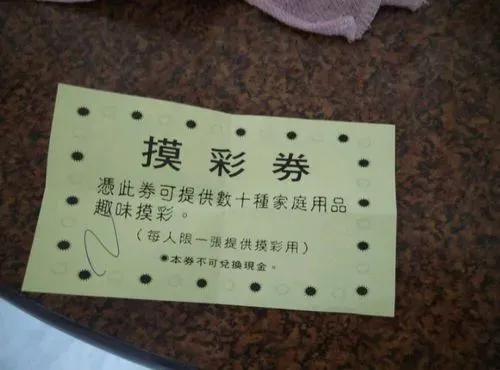 摸彩券
憑此券可提供數十種家庭用品
趣味摸彩。
（每人限一張提供摸彩用）
✹本券不可兌換現金。